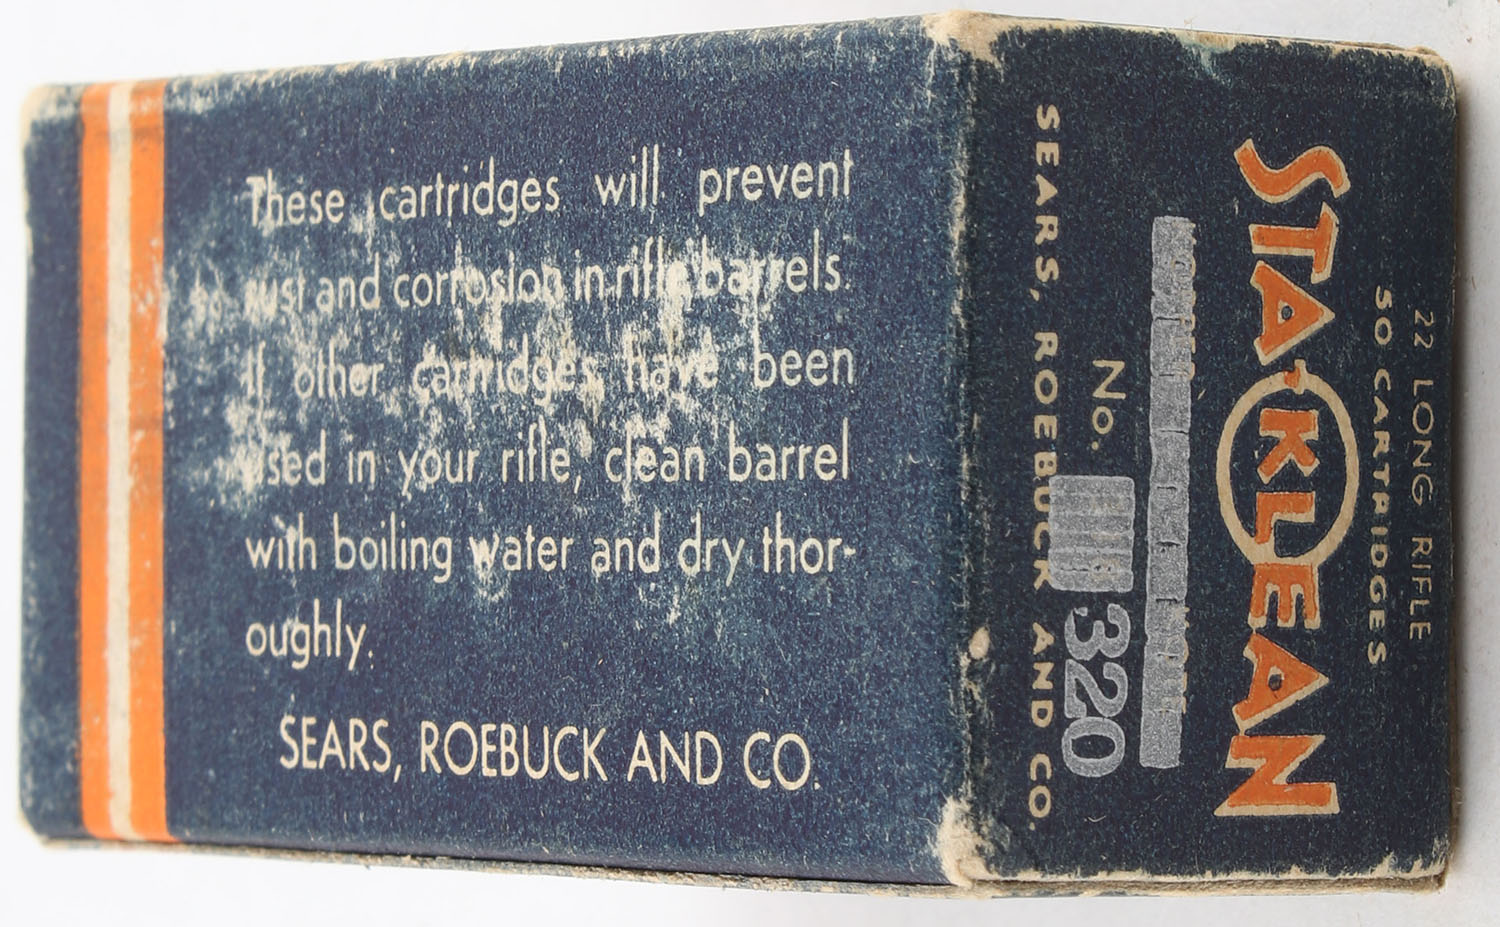 These cartridges will prevent
rust and corrosion in rifle barrels.
If other cartridges have been
used in your rifle, clean barrel
with boiling water and dry thor-
oughly.
SEARS, ROEBUCK AND CO.
22 LONG RIFLE
50 CARTRIDGES
STA-KLEAN
No. 320
SEARS, ROEBUCK AND CO.